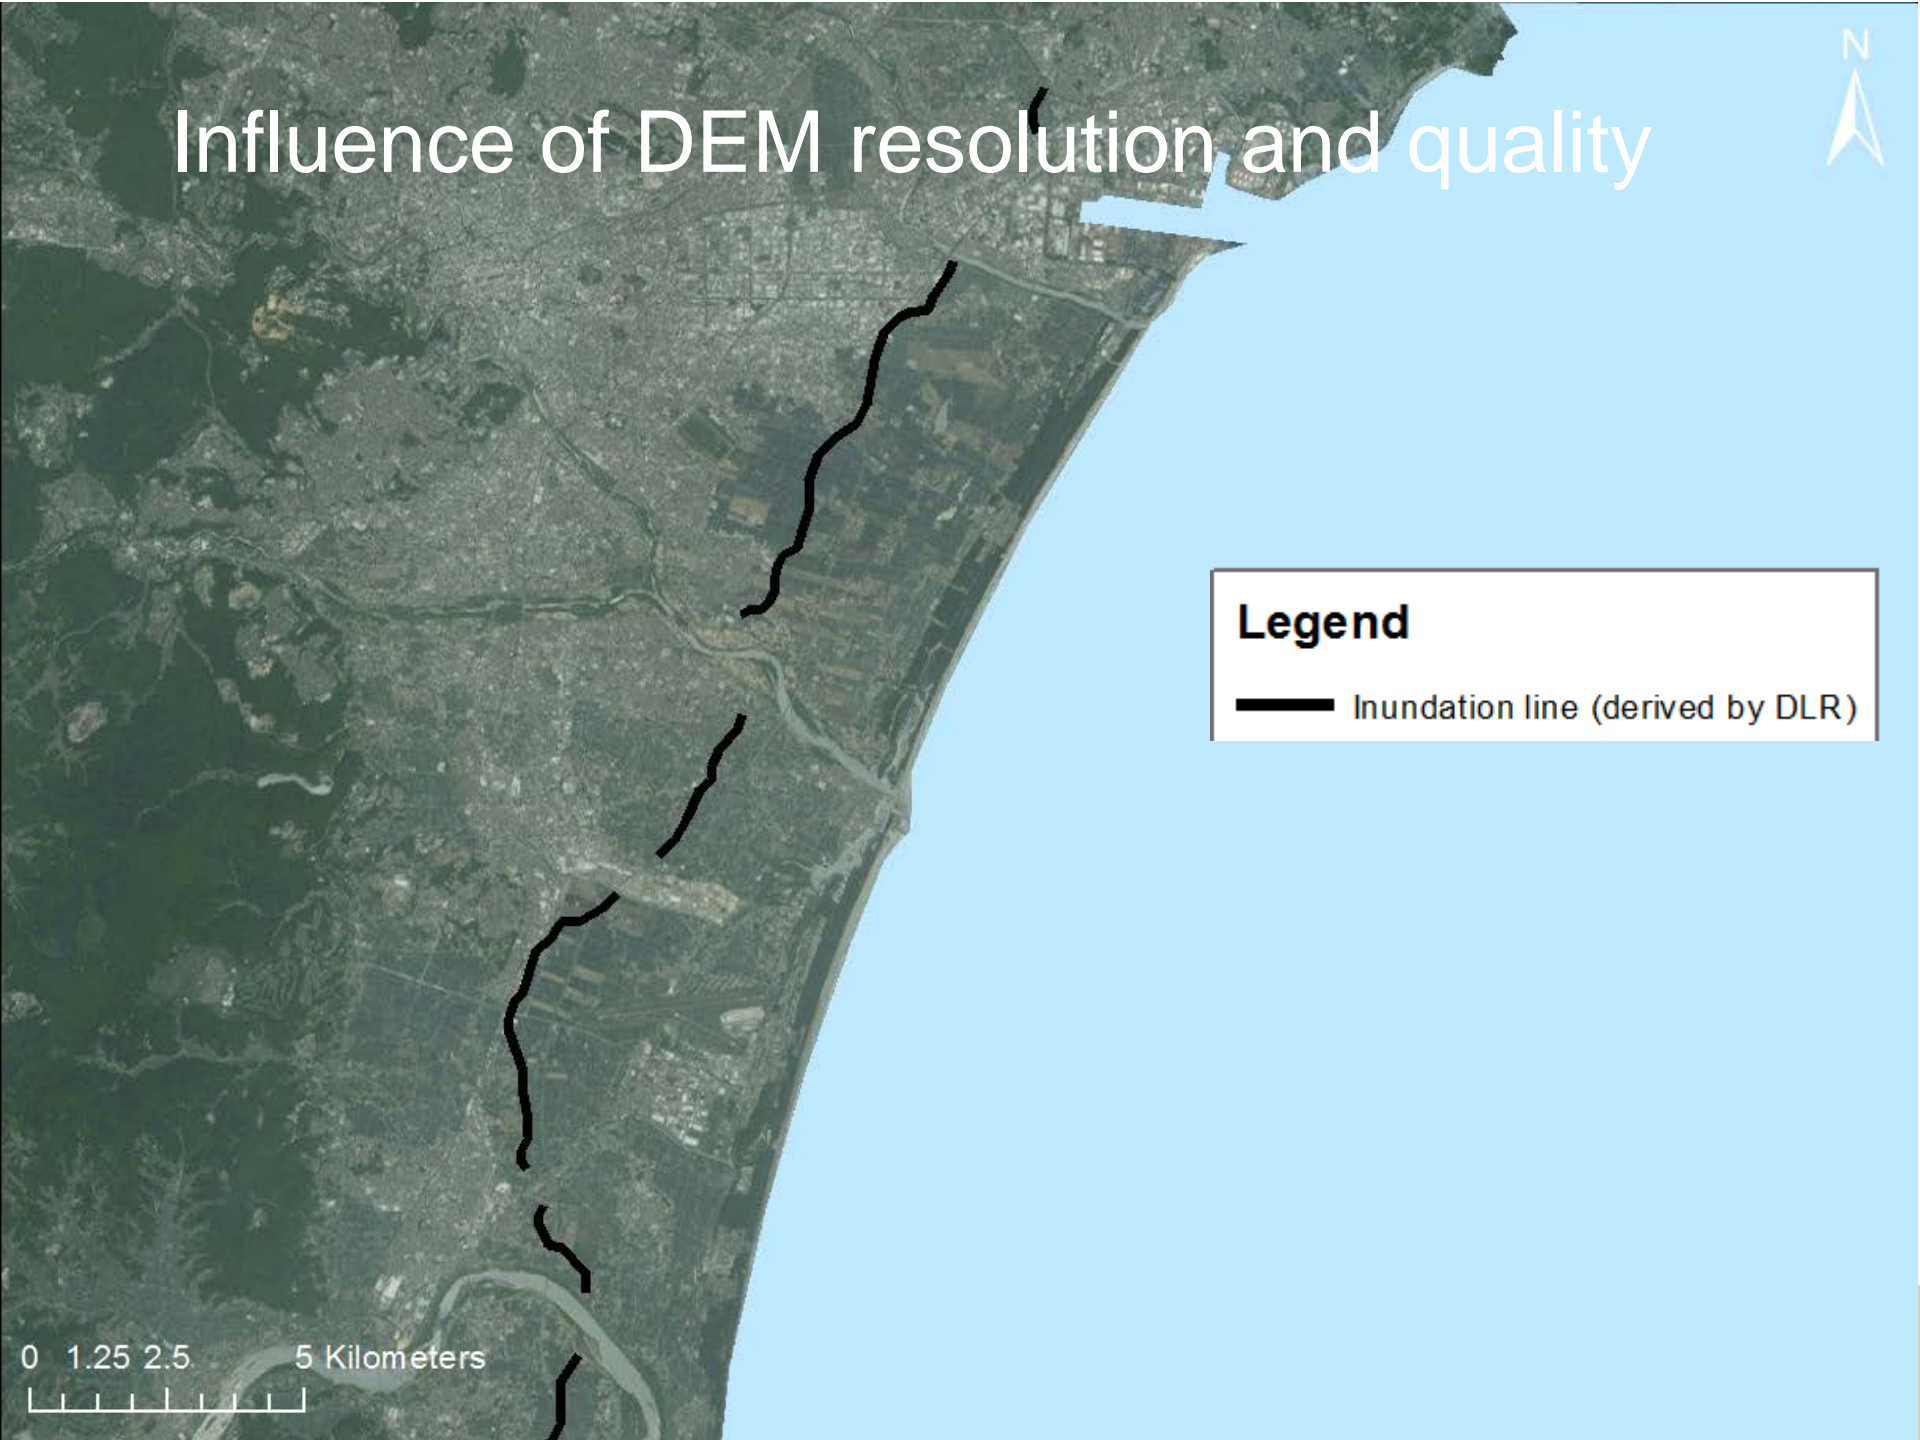 N
Influence of DEM resolution and quality
Legend
Inundation line (derived by DLR)
0 1.25 2.5 5 Kilometers